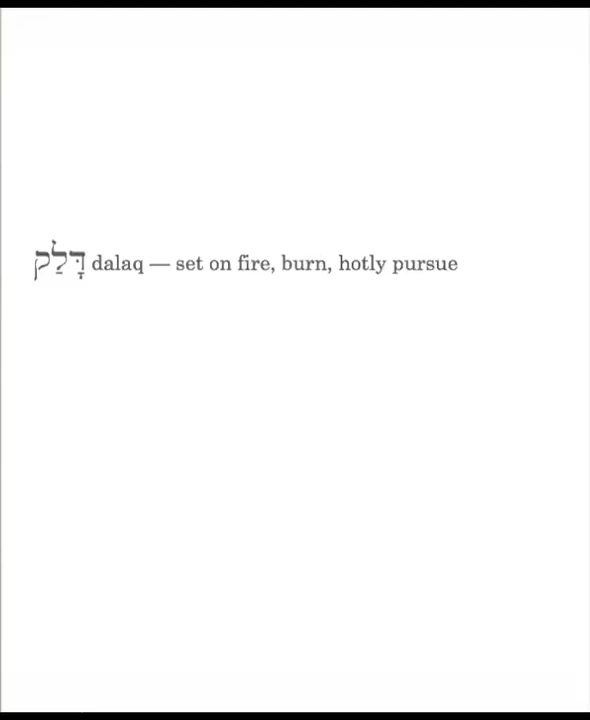 דָּלַק dalaq — set on fire, burn, hotly pursue